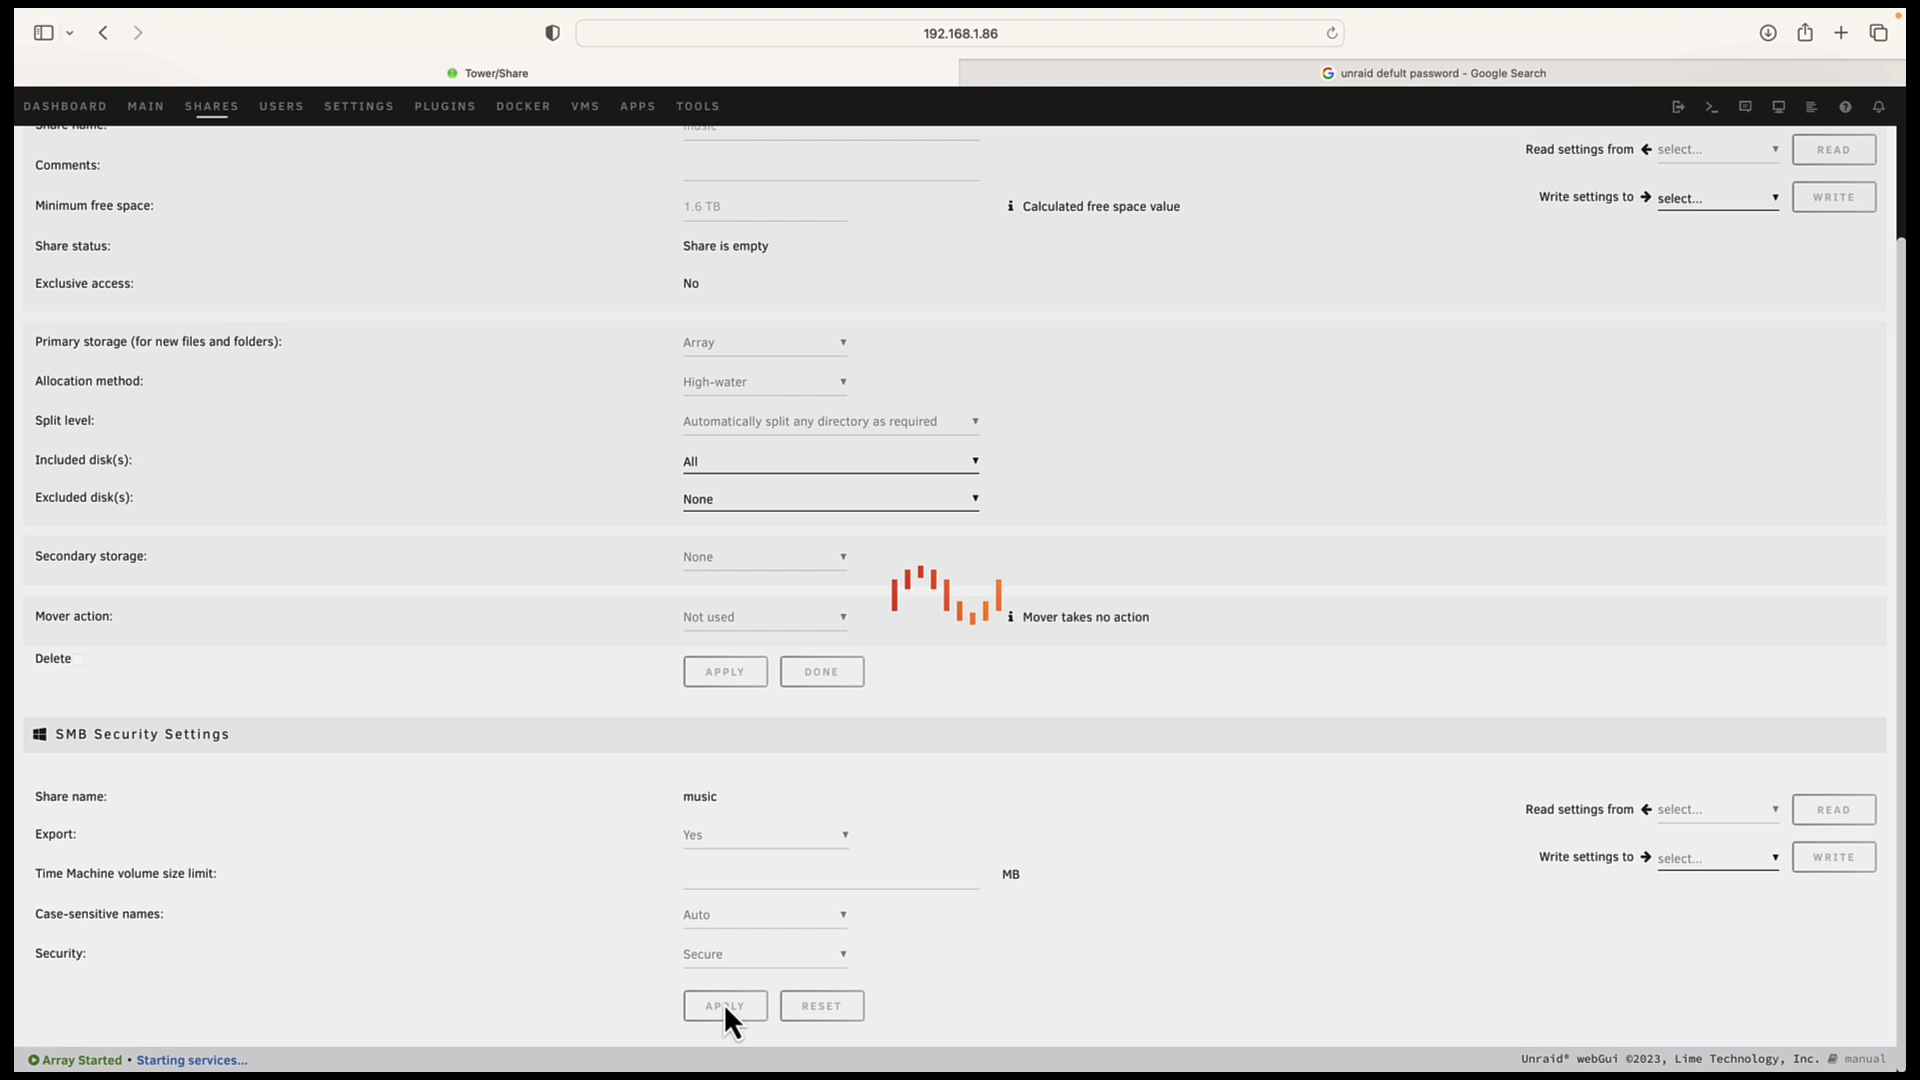 192.168.1.86
Tower/Share
unraid defult password - Google Search
DASHBOARD MAIN SHARES USERS SETTINGS PLUGINS DOCKER VMS APPS TOOLS
Share name: music
Read settings from select... READ
Comments:
Write settings to select... WRITE
Minimum free space: 1.6 TB Calculated free space value
Share status: Share is empty
Exclusive access: No
Primary storage (for new files and folders): Array
Allocation method: High-water
Split level: Automatically split any directory as required
Included disk(s): All
Excluded disk(s): None
Secondary storage: None
Mover action: Not used Mover takes no action
Delete APPLY DONE
SMB Security Settings
Share name: music
Read settings from select... READ
Export: Yes
Write settings to select... WRITE
Time Machine volume size limit: MB
Case-sensitive names: Auto
Security: Secure
APPLY RESET
Array Started • Starting services...
Unraid® webGui ©2023, Lime Technology, Inc. manual